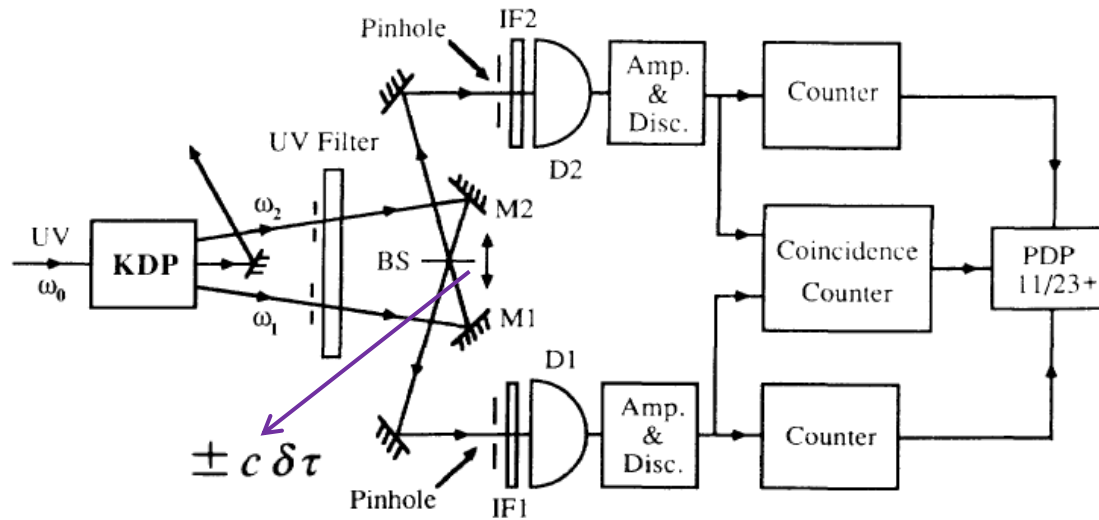 IF2
Pinhole
Amp.
&
Disc.
Counter
UV Filter
D2
ω₂
M2
UV
KDP
BS
Coincidence
Counter
PDP
11/23+
ω₀
ω₁
M1
D1
± c δτ
Amp.
&
Disc.
Counter
Pinhole
IF1